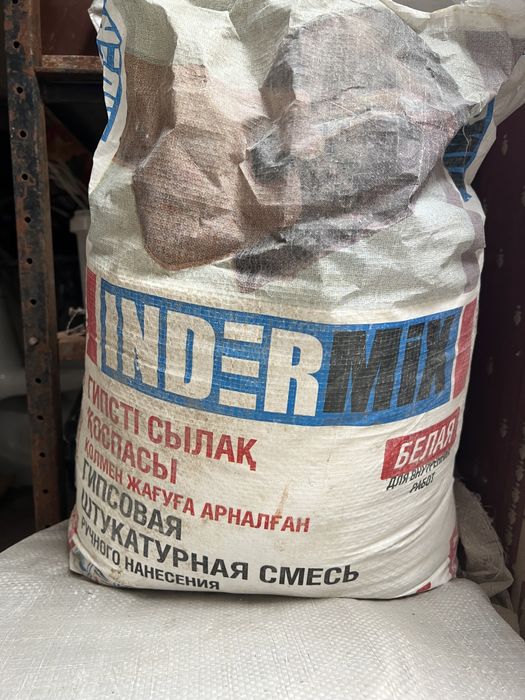 INDERMIX
ГИПСТІ СЫЛАҚ
ҚОСПАСЫ
ҚОЛМЕН ЖАҒУҒА АРНАЛҒАН
ГИПСОВАЯ
ШТУКАТУРНАЯ СМЕСЬ
РУЧНОГО НАНЕСЕНИЯ
БЕЛАЯ
ДЛЯ ВНУТРЕННИХ
РАБОТ